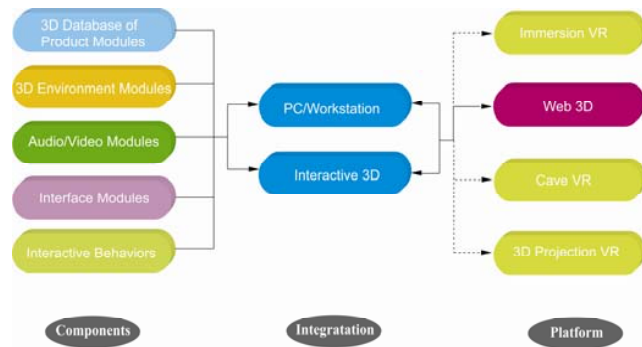 3D Database of
Product Modules
3D Environment Modules
Audio/Video Modules
Interface Modules
Interactive Behaviors
PC/Workstation
Interactive 3D
Immersion VR
Web 3D
Cave VR
3D Projection VR
Components
Integratation
Platform